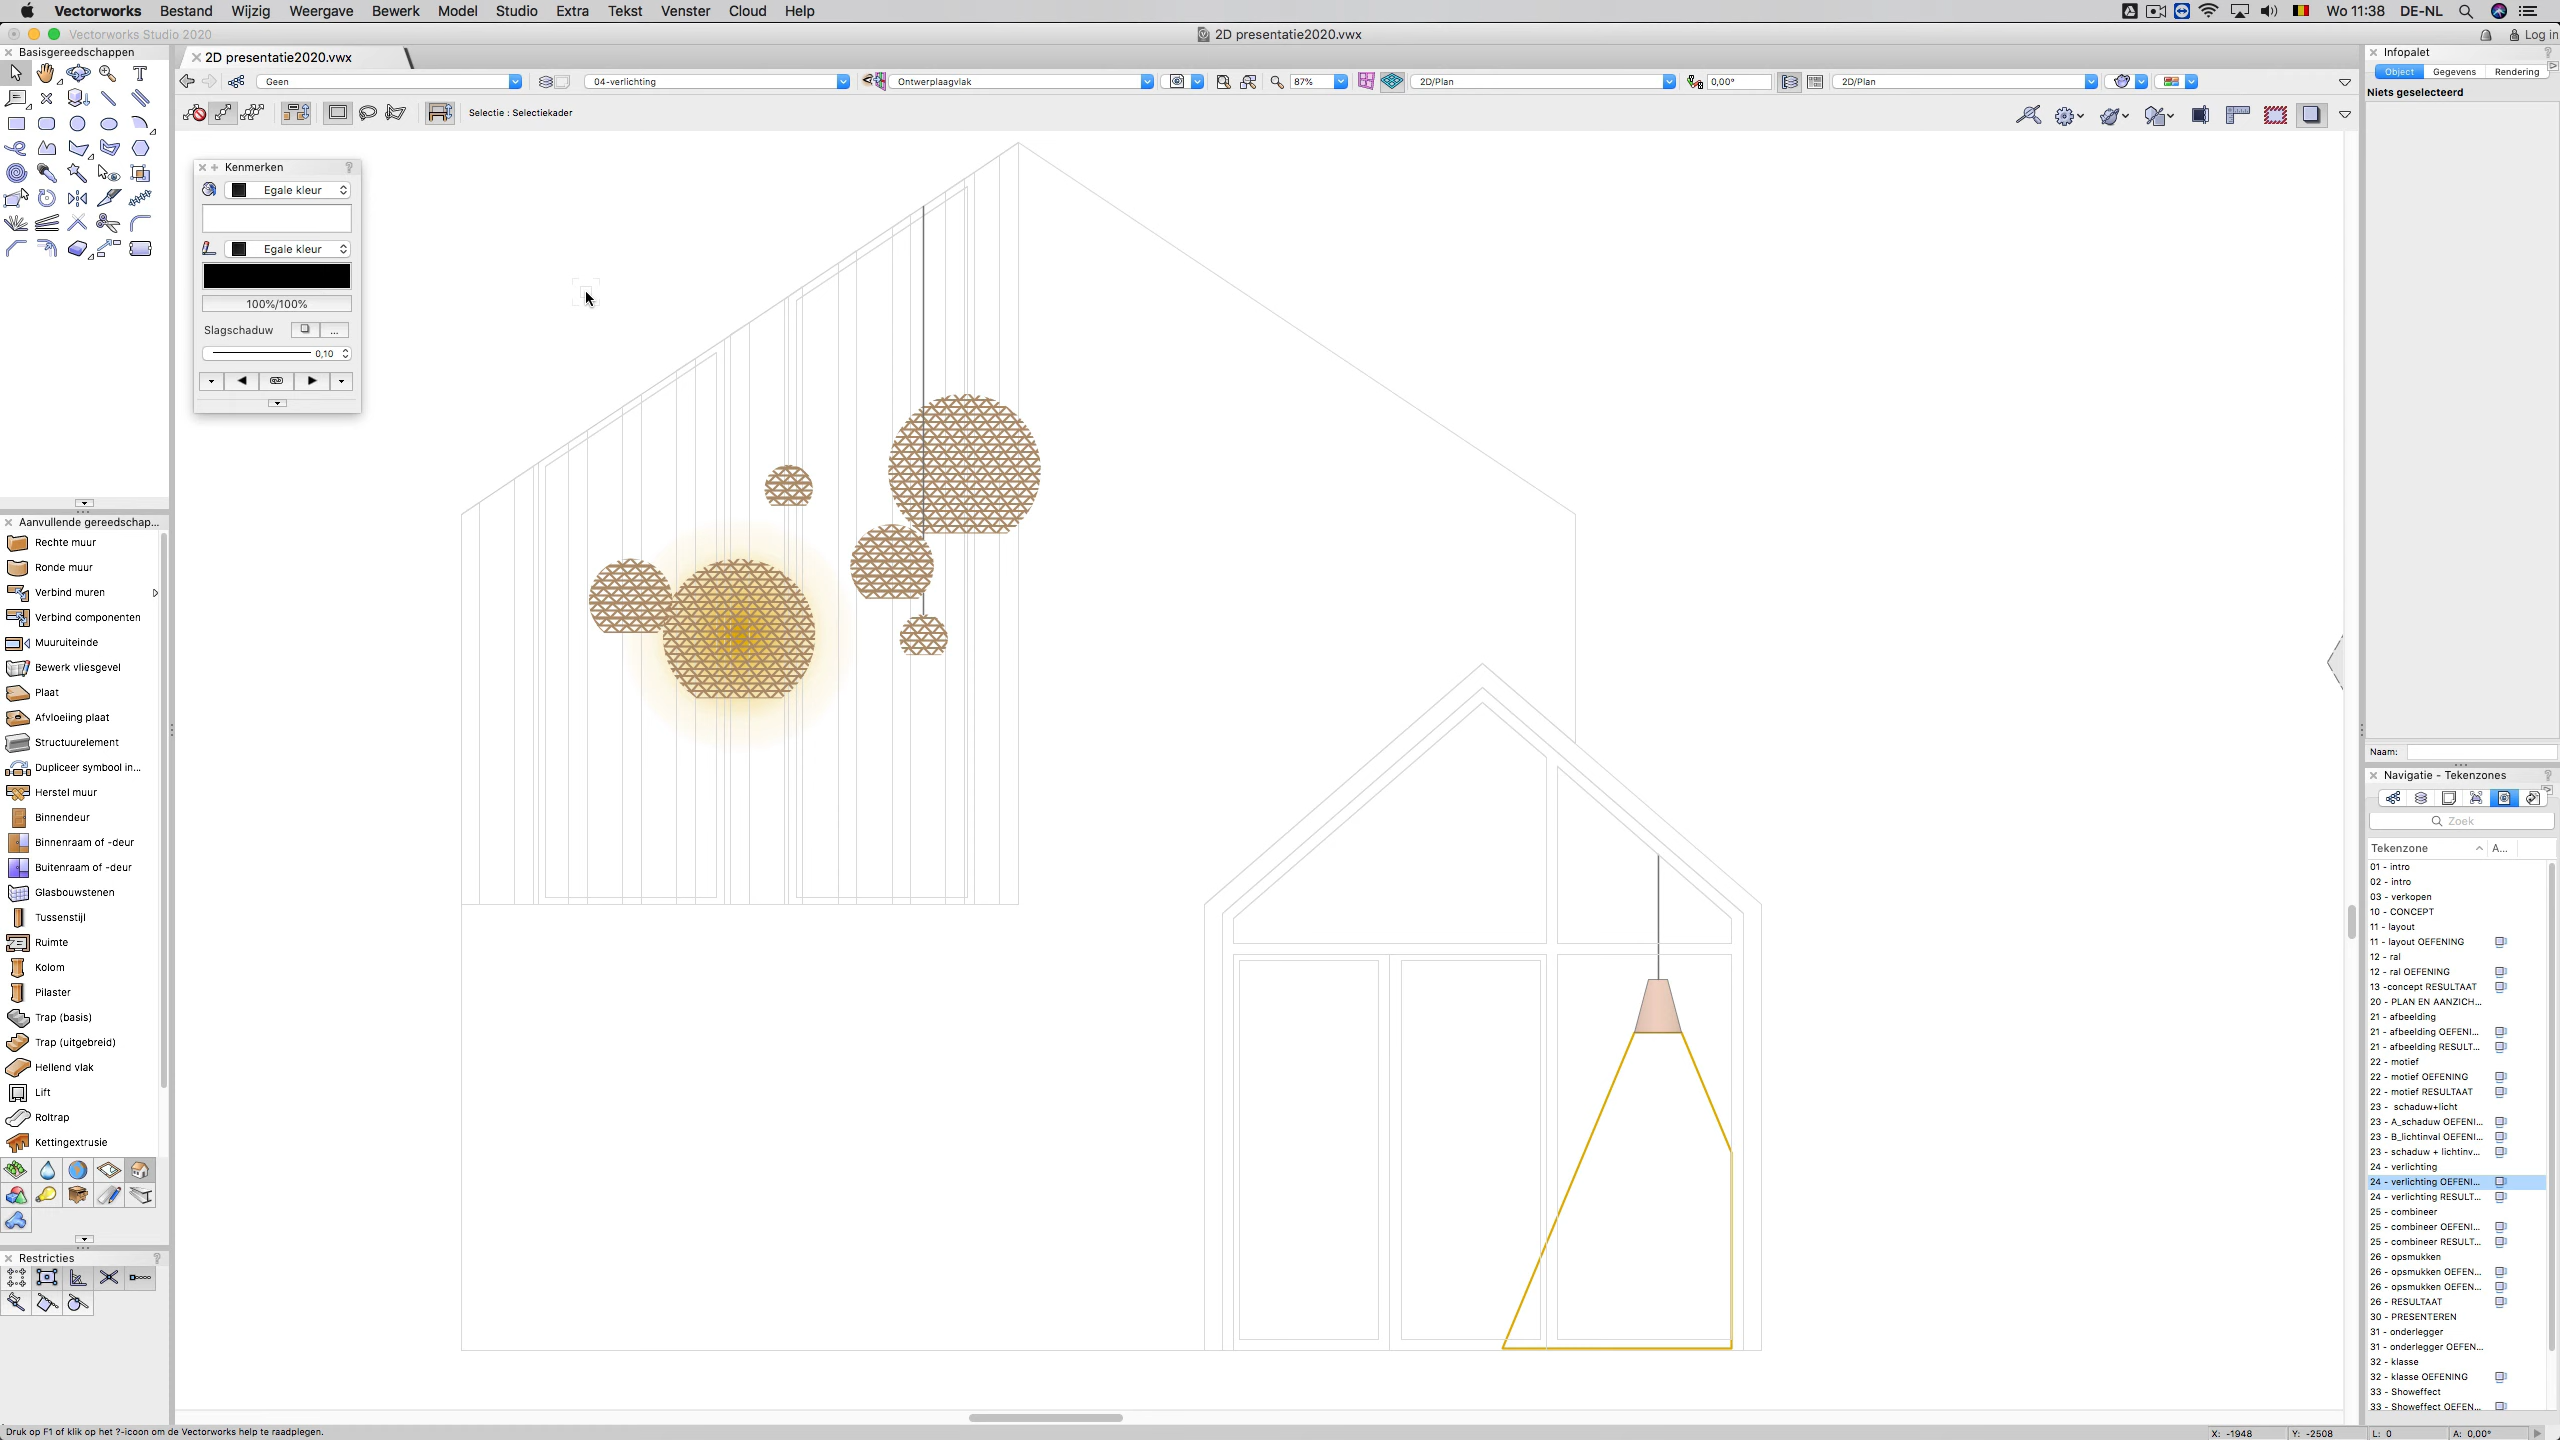 Vectorworks Bestand Wijzig Weergave Bewerk Model Studio Extra Tekst Venster Cloud Help Wo 11:38 DE-NL
Vectorworks Studio 2020 2D presentatie2020.vwx Log in
Basisgereedschappen
2D presentatie2020.vwx
Geen 04-verlichting Ontwerplaagvlak 87% 2D/Plan 0,00° 2D/Plan
Selectie : Selectiekader
Kenmerken
Egale kleur
Egale kleur
100%/100%
Slagschaduw ...
0,10
Aanvullende gereedschap...
Rechte muur
Ronde muur
Verbind muren
Verbind componenten
Muuruiteinde
Bewerk vliesgevel
Plaat
Afvloeiing plaat
Structuurelement
Dupliceer symbool in...
Herstel muur
Binnendeur
Binnenraam of -deur
Buitenraam of -deur
Glasbouwstenen
Tussenstijl
Ruimte
Kolom
Pilaster
Trap (basis)
Trap (uitgebreid)
Hellend vlak
Lift
Roltrap
Kettingextrusie
Restricties
Infopalet
Object Gegevens Rendering
Niets geselecteerd
Naam:
Navigatie - Tekenzones
Zoek
Tekenzone A...
01 - intro
02 - intro
03 - verkopen
10 - CONCEPT
11 - layout
11 - layout OEFENING
12 - ral
12 - ral OEFENING
13 -concept RESULTAAT
20 - PLAN EN AANZICH...
21 - afbeelding
21 - afbeelding OEFENI...
21 - afbeelding RESULT...
22 - motief
22 - motief OEFENING
22 - motief RESULTAAT
23 - schaduw+licht
23 - A_schaduw OEFENI...
23 - B_lichtinval OEFENI...
23 - schaduw + lichtinv...
24 - verlichting
24 - verlichting OEFENI...
24 - verlichting RESULT...
25 - combineer
25 - combineer OEFENI...
25 - combineer RESULT...
26 - opsmukken
26 - opsmukken OEFEN...
26 - opsmukken OEFEN...
26 - RESULTAAT
30 - PRESENTEREN
31 - onderlegger
31 - onderlegger OEFEN...
32 - klasse
32 - klasse OEFENING
33 - Showeffect
33 - Showeffect OEFEN...
Druk op F1 of klik op het ?-icoon om de Vectorworks help te raadplegen. X: -1948 Y: -2508 L: 0 A: 0,00°